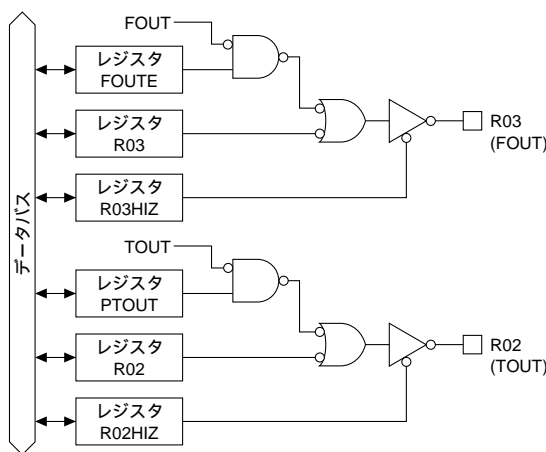 FOUT
レジスタ
FOUTE
レジスタ
R03
R03
(FOUT)
レジスタ
R03HIZ
データバス
TOUT
レジスタ
PTOUT
レジスタ
R02
R02
(TOUT)
レジスタ
R02HIZ